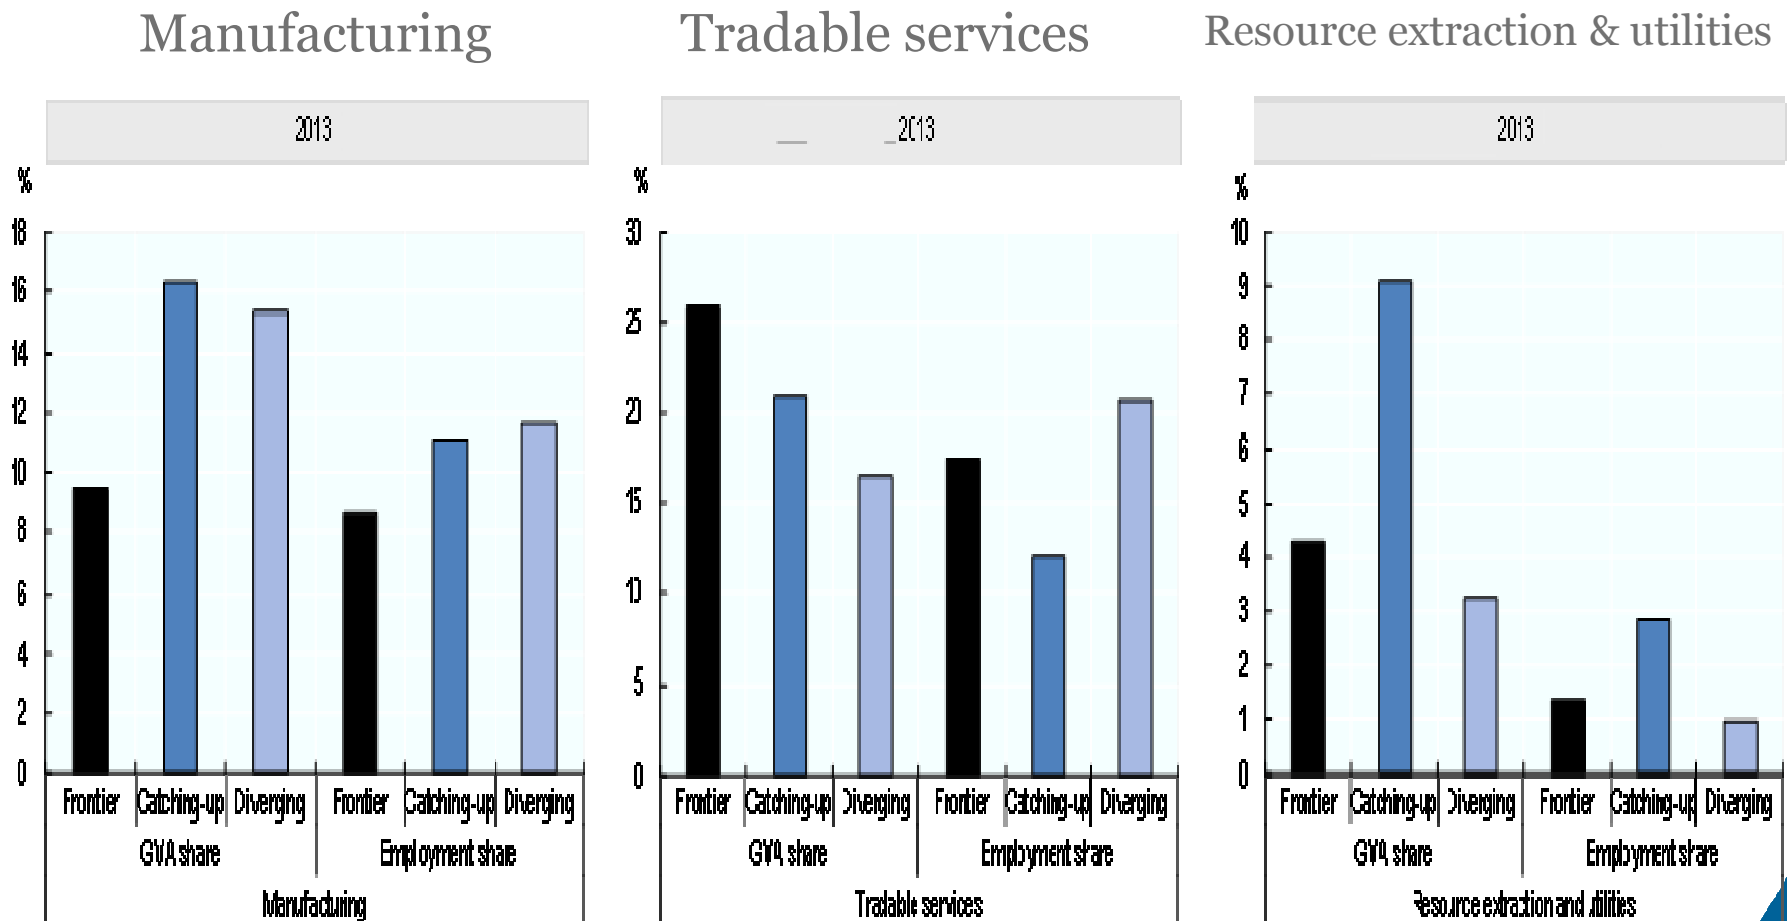 Manufacturing
Tradable services
Resource extraction & utilities
2013
2013
2013
%
18
16
14
12
10
8
6
4
2
0
Frontier Catching-up Diverging Frontier Catching-up Diverging
GVA share Employment share
Manufacturing
%
30
25
20
15
10
5
0
Frontier Catching-up Diverging Frontier Catching-up Diverging
GVA share Employment share
Tradable services
%
10
9
8
7
6
5
4
3
2
1
0
Frontier Catching-up Diverging Frontier Catching-up Diverging
GVA share Employment share
Resource extraction and utilities